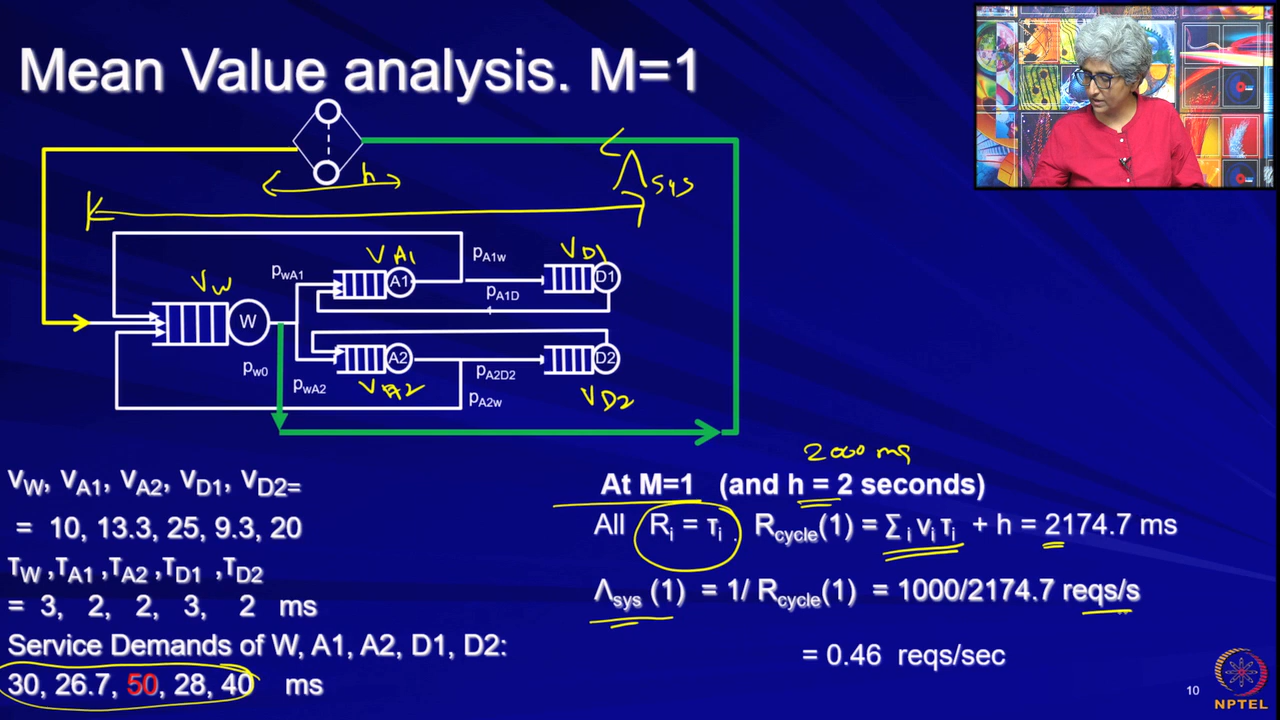 Mean Value analysis. M=1
h
Λsys
VA1
VD1
Vw
pA1w
pwA1
A1
D1
pA1D
1
W
A2
D2
pw0
pwA2
pA2D2
pA2w
VA2
VD2
2000 ms
vW, vA1, vA2, vD1, vD2=
= 10, 13.3, 25, 9.3, 20
τW ,τA1 ,τA2 ,τD1 ,τD2
= 3, 2, 2, 3, 2 ms
Service Demands of W, A1, A2, D1, D2:
30, 26.7, 50, 28, 40 ms
At M=1 (and h = 2 seconds)
All Ri = τi . Rcycle(1) = Σ i vi τi + h = 2174.7 ms
Λsys (1) = 1/ Rcycle(1) = 1000/2174.7 reqs/s
= 0.46 reqs/sec
10
NPTEL